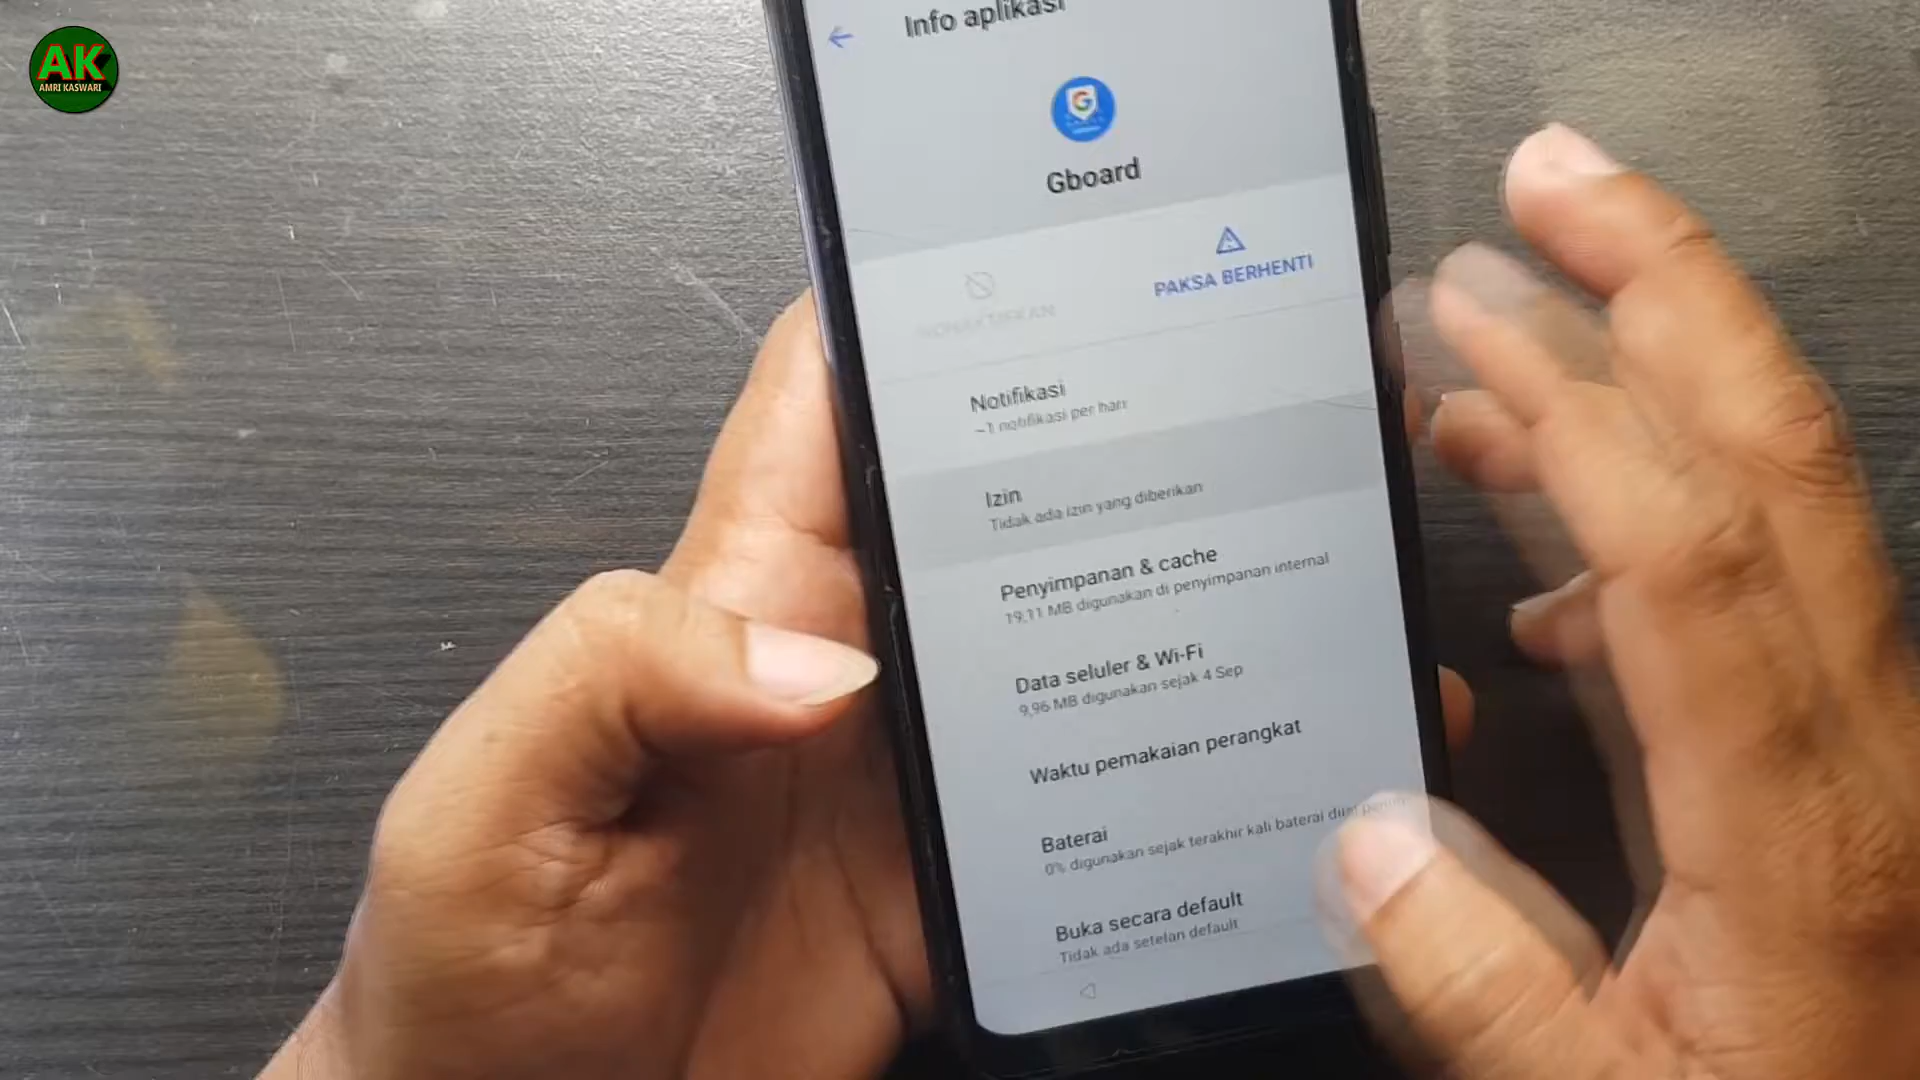 AK
AMRI KASWARI
Info aplikasi
Gboard
NONAKTIFKAN
PAKSA BERHENTI
Notifikasi
~1 notifikasi per hari
Izin
Tidak ada izin yang diberikan
Penyimpanan & cache
19,11 MB digunakan di penyimpanan internal
Data seluler & Wi-Fi
9,96 MB digunakan sejak 4 Sep
Waktu pemakaian perangkat
Baterai
0% digunakan sejak terakhir kali baterai diisi
Buka secara default
Tidak ada setelan default